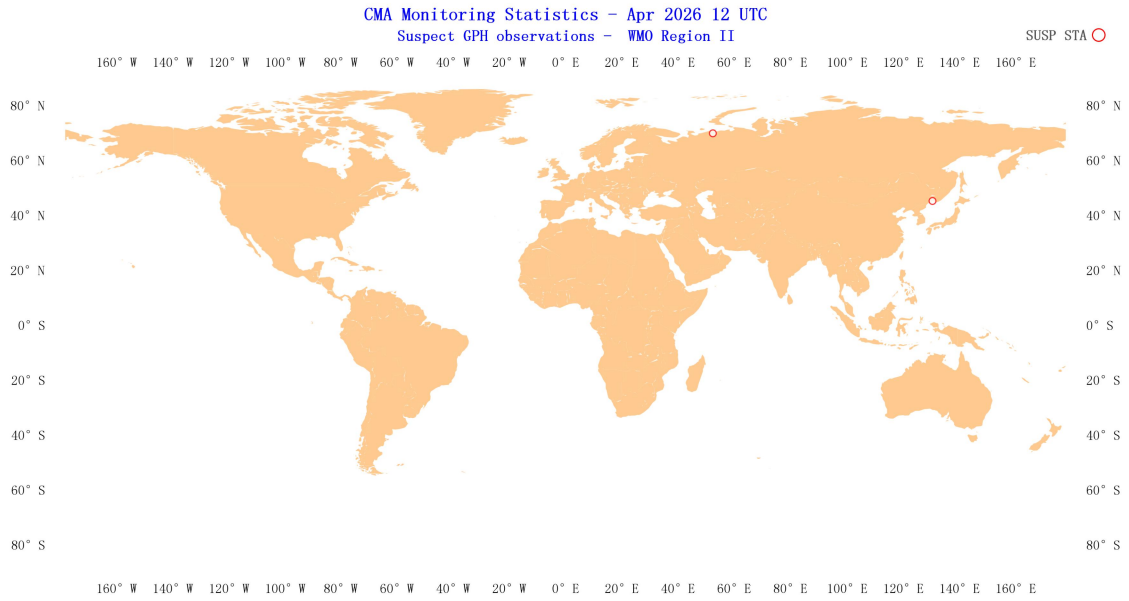 CMA Monitoring Statistics - Apr 2026 12 UTC
Suspect GPH observations - WMO Region II
SUSP STA
160° W 140° W 120° W 100° W 80° W 60° W 40° W 20° W 0° E 20° E 40° E 60° E 80° E 100° E 120° E 140° E 160° E
80° N 80° N
60° N 60° N
40° N 40° N
20° N 20° N
0° S 0° S
20° S 20° S
40° S 40° S
60° S 60° S
80° S 80° S
160° W 140° W 120° W 100° W 80° W 60° W 40° W 20° W 0° E 20° E 40° E 60° E 80° E 100° E 120° E 140° E 160° E